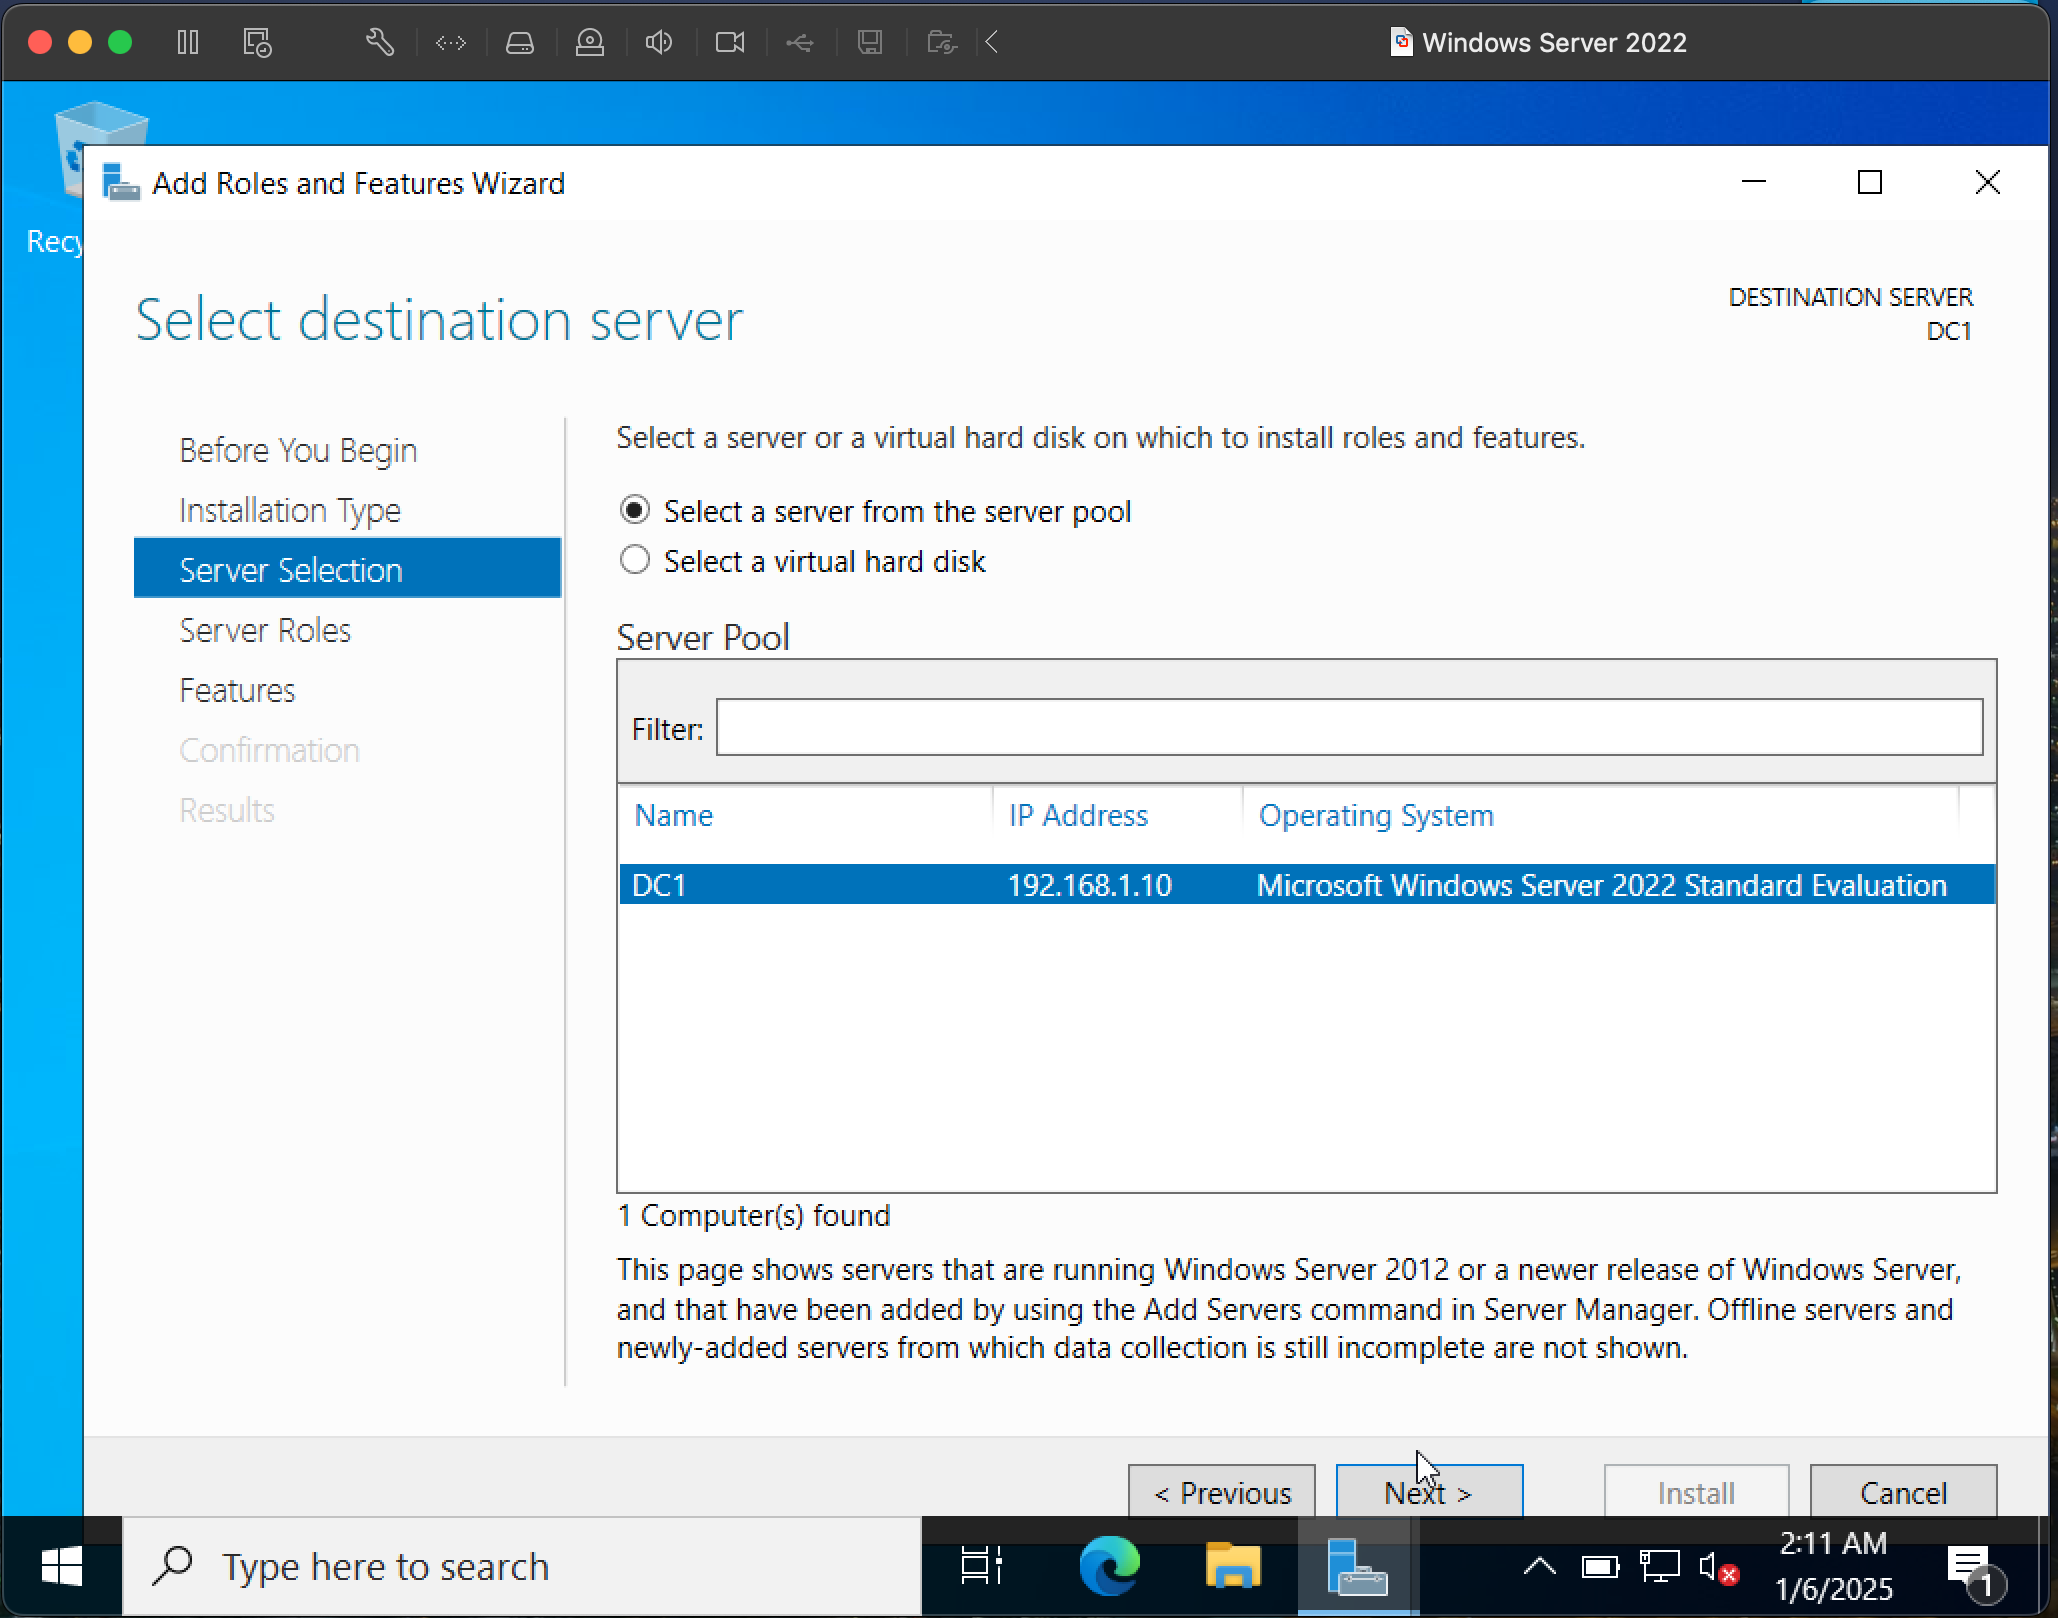 Windows Server 2022
Recy
Add Roles and Features Wizard
Select destination server
DESTINATION SERVER
DC1
Before You Begin
Installation Type
Server Selection
Server Roles
Features
Confirmation
Results
Select a server or a virtual hard disk on which to install roles and features.
Select a server from the server pool
Select a virtual hard disk
Server Pool
Filter:
Name IP Address Operating System
DC1 192.168.1.10 Microsoft Windows Server 2022 Standard Evaluation
1 Computer(s) found
This page shows servers that are running Windows Server 2012 or a newer release of Windows Server,
and that have been added by using the Add Servers command in Server Manager. Offline servers and
newly-added servers from which data collection is still incomplete are not shown.
< Previous Next > Install Cancel
Type here to search
2:11 AM
1/6/2025
1